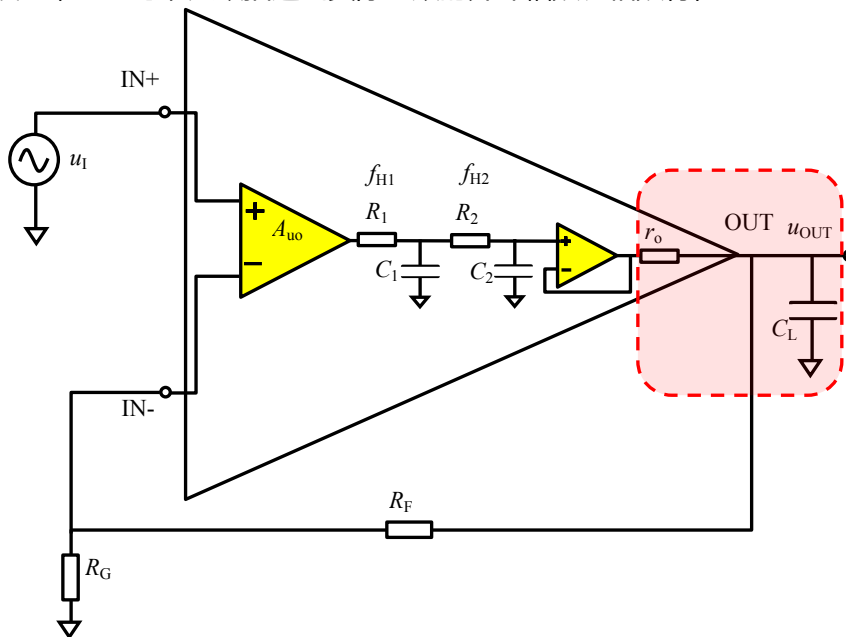 IN+
u_I
f_H1
f_H2
R_1
R_2
A_uo
C_1
C_2
r_o
OUT
u_OUT
C_L
IN-
R_F
R_G